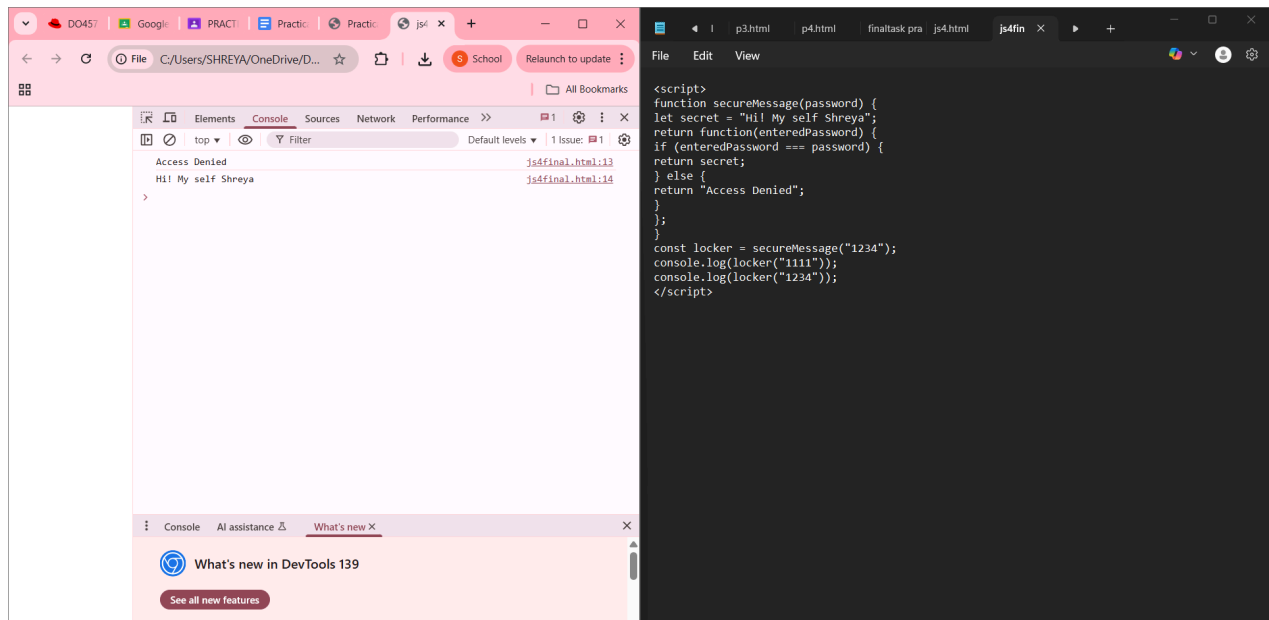 DO457
Google
PRACTI
Practic
Practic
js4
File
C:/Users/SHREYA/OneDrive/D...
S
School
Relaunch to update
All Bookmarks
Elements
Console
Sources
Network
Performance
1
top
Filter
Default levels
1 Issue:
1
Access Denied
js4final.html:13
Hi! My self Shreya
js4final.html:14
Console
AI assistance
What's new
What's new in DevTools 139
See all new features
p3.html
p4.html
finaltask pra
js4.html
js4fin
File
Edit
View
<script>
function secureMessage(password) {
let secret = "Hi! My self Shreya";
return function(enteredPassword) {
if (enteredPassword === password) {
return secret;
} else {
return "Access Denied";
}
};
}
const locker = secureMessage("1234");
console.log(locker("1111"));
console.log(locker("1234"));
</script>